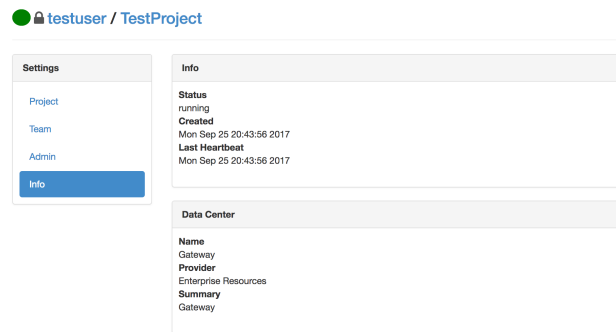 testuser / TestProject
Settings
Project
Team
Admin
Info
Info
Status
running
Created
Mon Sep 25 20:43:56 2017
Last Heartbeat
Mon Sep 25 20:43:56 2017
Data Center
Name
Gateway
Provider
Enterprise Resources
Summary
Gateway